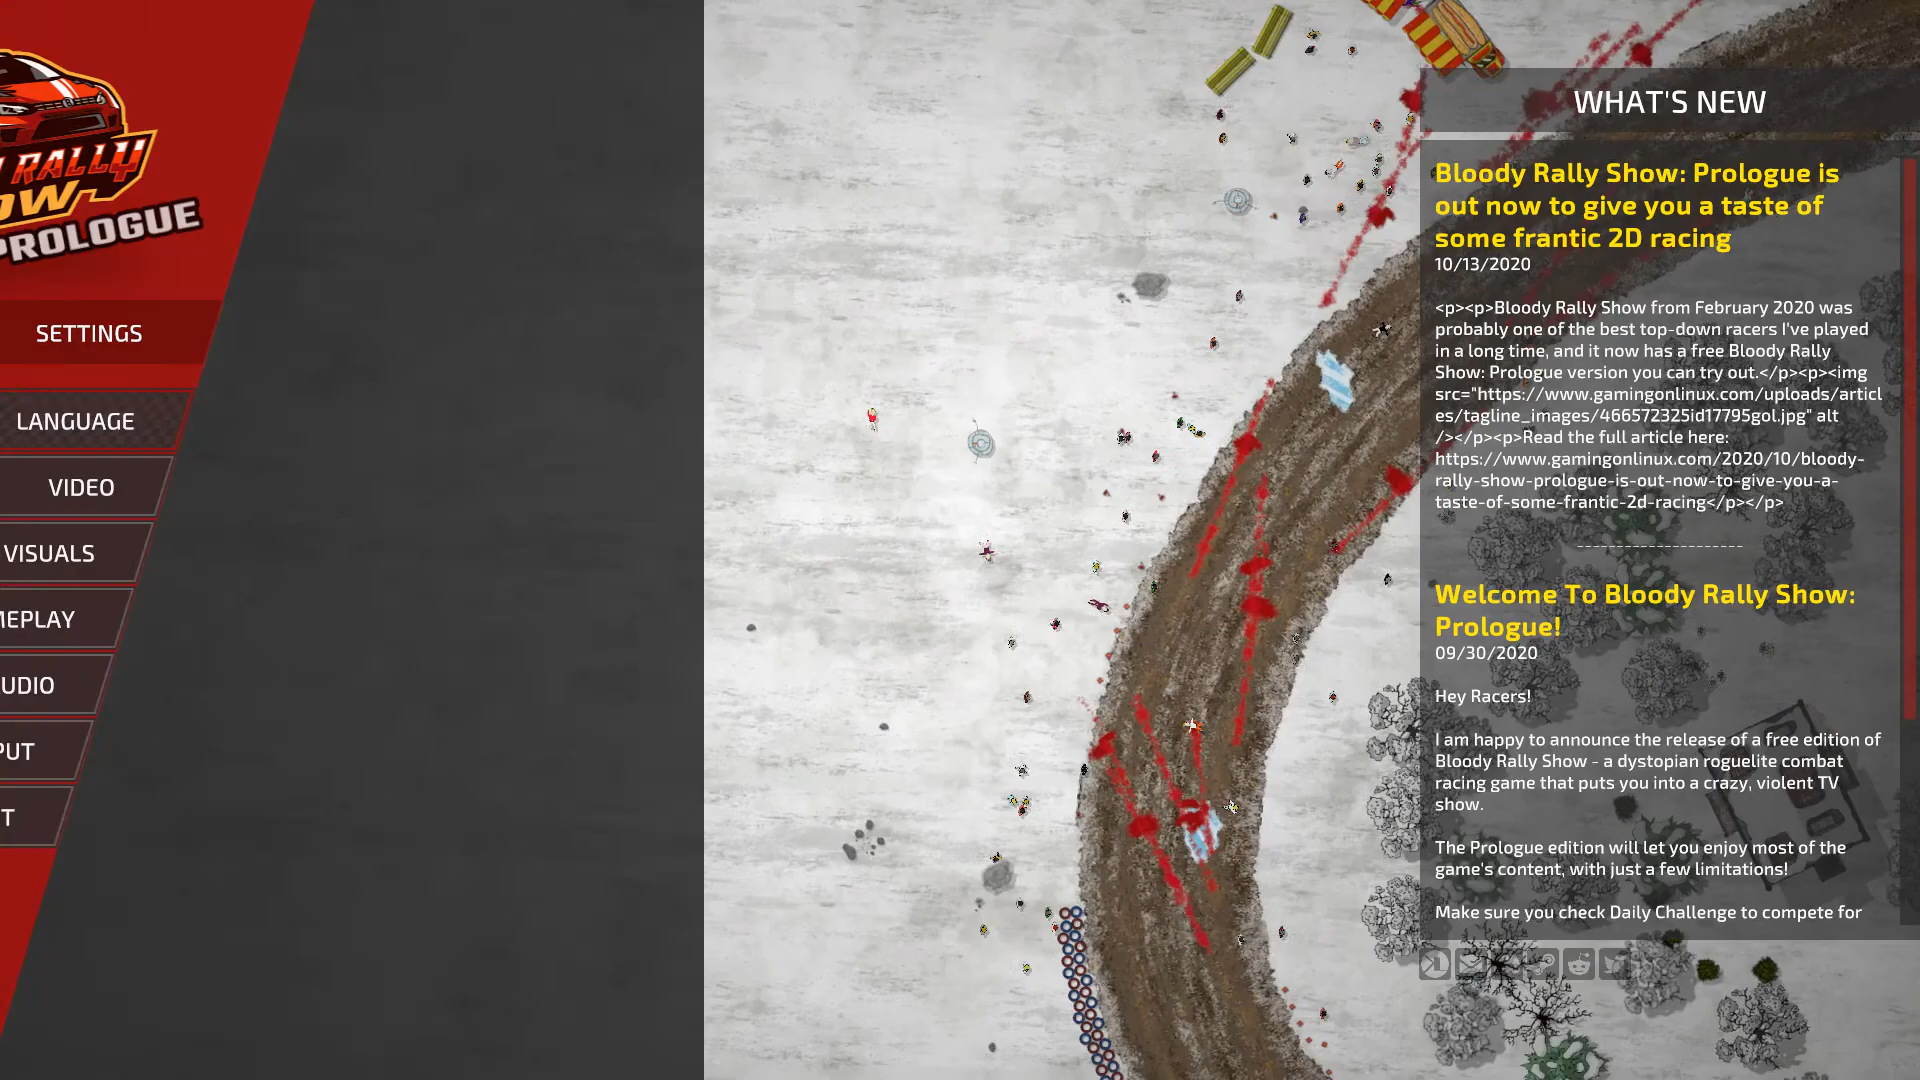 RALLY
OW
PROLOGUE
SETTINGS
LANGUAGE
VIDEO
VISUALS
MEPLAY
UDIO
PUT
T
WHAT'S NEW
Bloody Rally Show: Prologue is
out now to give you a taste of
some frantic 2D racing
10/13/2020
<p><p>Bloody Rally Show from February 2020 was
probably one of the best top-down racers I've played
in a long time, and it now has a free Bloody Rally
Show: Prologue version you can try out.</p><p><img
src="https://www.gamingonlinux.com/uploads/articl
es/tagline_images/466572325id17795gol.jpg" alt
/></p><p>Read the full article here:
https://www.gamingonlinux.com/2020/10/bloody-
rally-show-prologue-is-out-now-to-give-you-a-
taste-of-some-frantic-2d-racing</p></p>
---------------------
Welcome To Bloody Rally Show:
Prologue!
09/30/2020
Hey Racers!
I am happy to announce the release of a free edition of
Bloody Rally Show - a dystopian roguelite combat
racing game that puts you into a crazy, violent TV
show.
The Prologue edition will let you enjoy most of the
game's content, with just a few limitations!
Make sure you check Daily Challenge to compete for